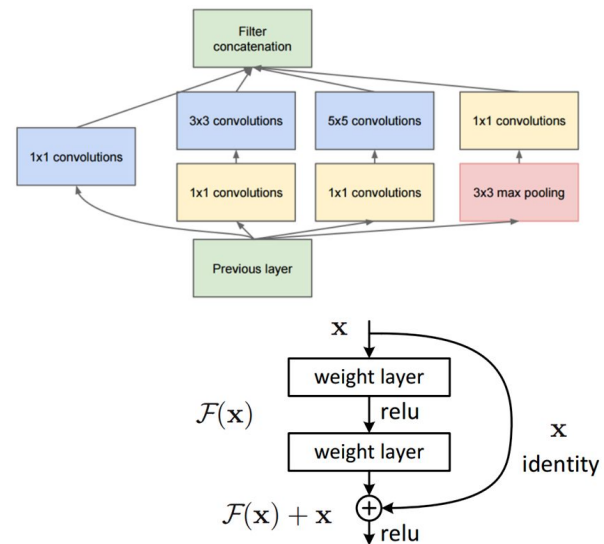 Filter
concatenation
3x3 convolutions
5x5 convolutions
1x1 convolutions
1x1 convolutions
1x1 convolutions
1x1 convolutions
3x3 max pooling
Previous layer
x
weight layer
F(x)
relu
weight layer
x
identity
F(x) + x
+
relu